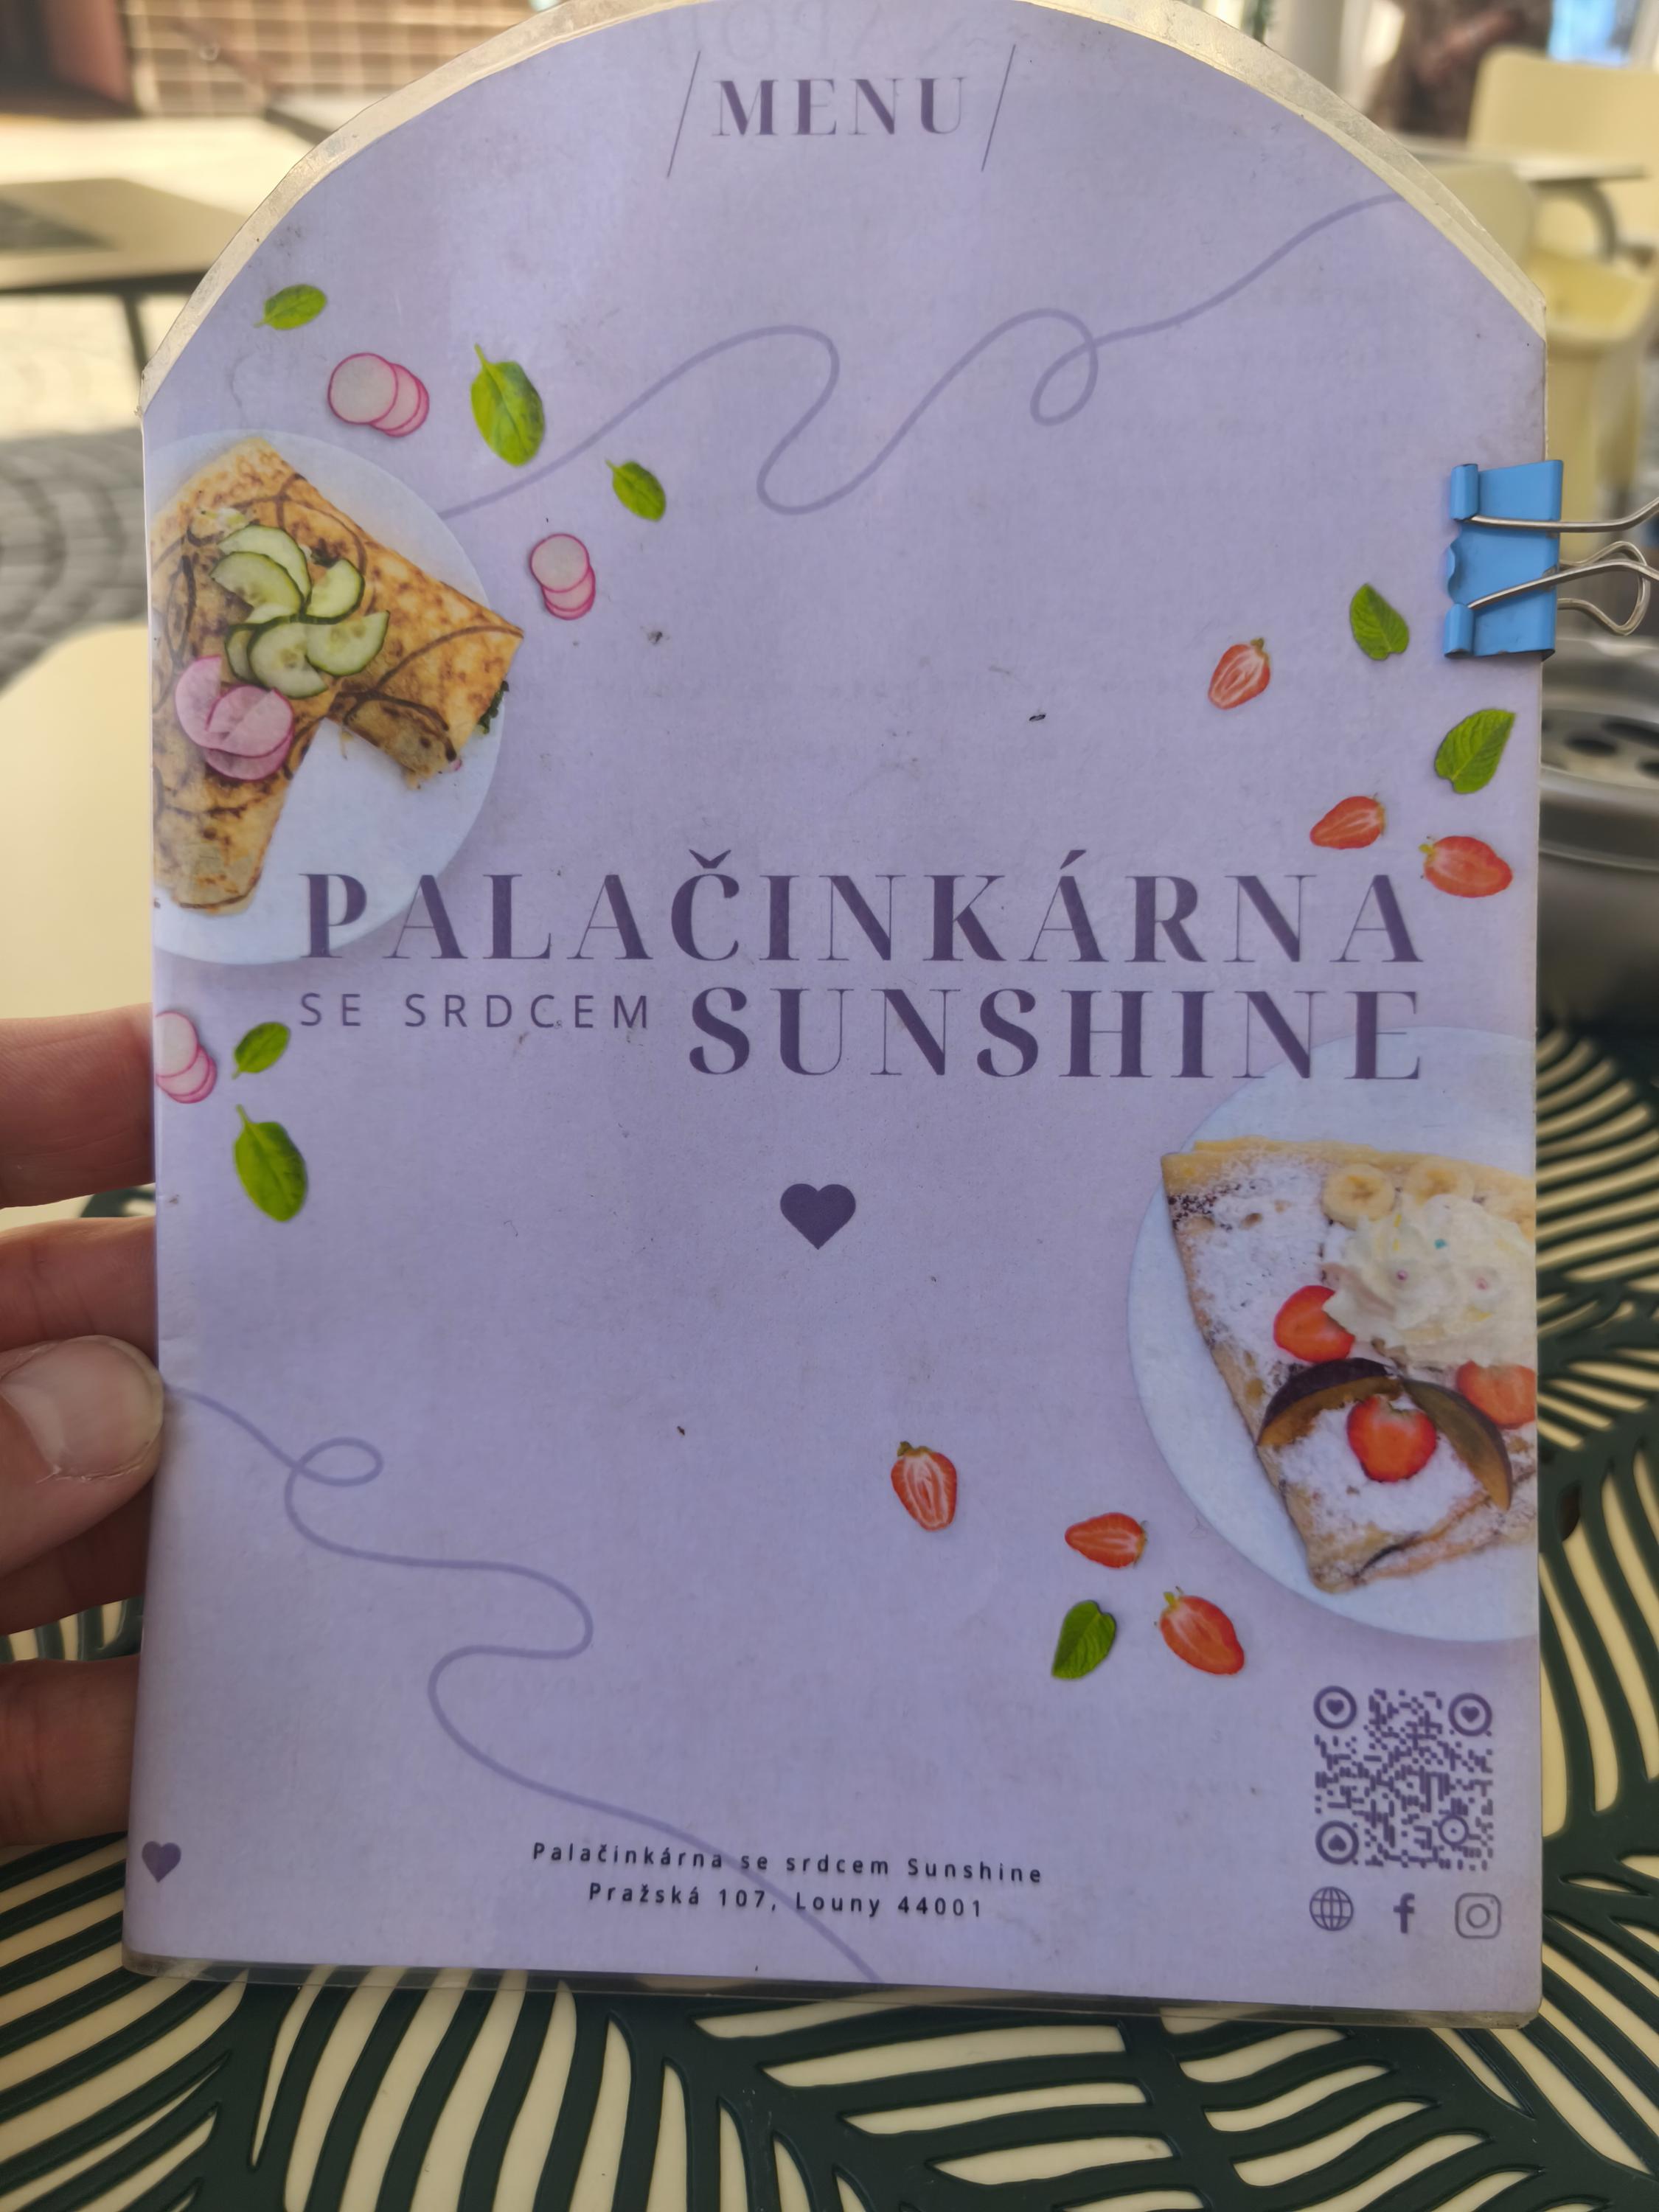 /MENU/
PALAČINKÁRNA
SE SRDCEM SUNSHINE
Palačinkárna se srdcem Sunshine
Pražská 107, Louny 44001